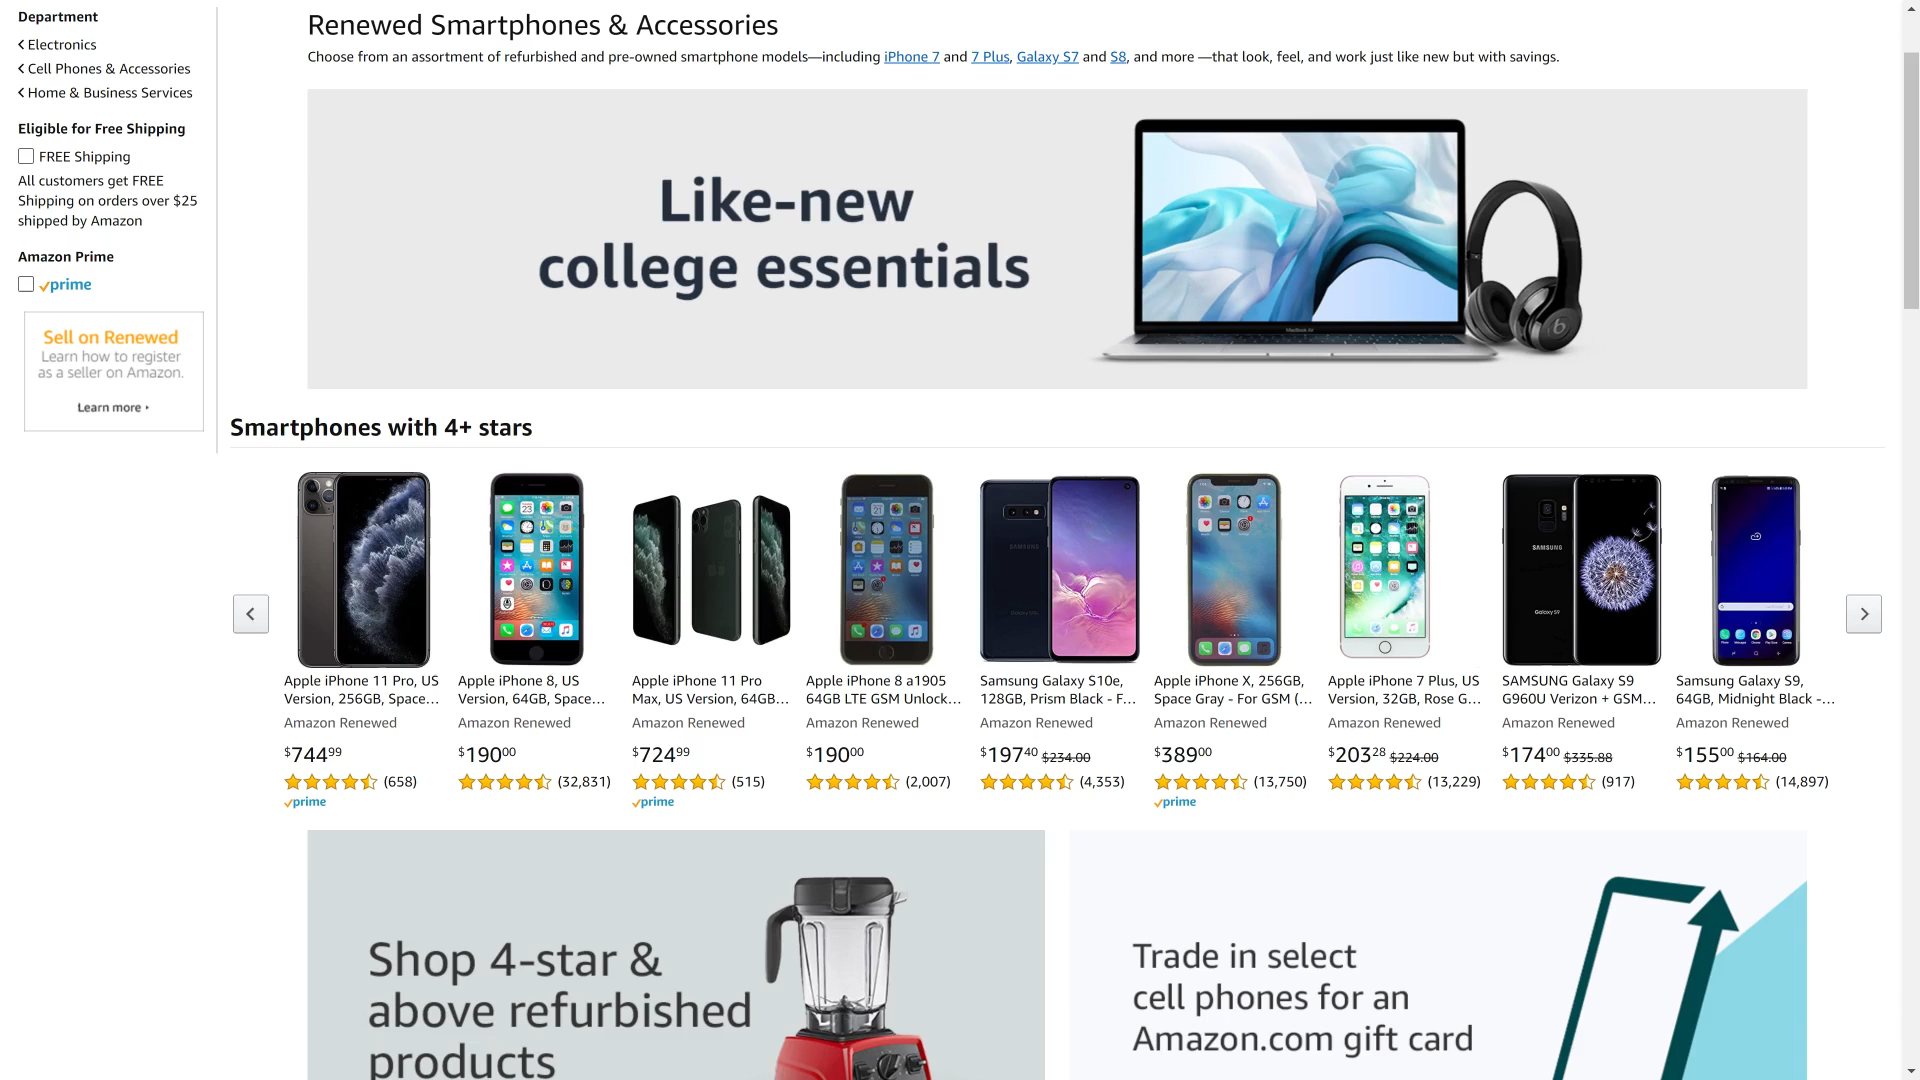 Department
Electronics
Cell Phones & Accessories
Home & Business Services
Eligible for Free Shipping
FREE Shipping
All customers get FREE
Shipping on orders over $25
shipped by Amazon
Amazon Prime
prime
Sell on Renewed
Learn how to register
as a seller on Amazon.
Learn more
Renewed Smartphones & Accessories
Choose from an assortment of refurbished and pre-owned smartphone models—including iPhone 7 and 7 Plus, Galaxy S7 and S8, and more —that look, feel, and work just like new but with savings.
Like-new
college essentials
MacBook Air
Smartphones with 4+ stars
SAMSUNG
SAMSUNG
Galaxy S9
Apple iPhone 11 Pro, US
Version, 256GB, Space…
Amazon Renewed
$744.99
(658)
prime
Apple iPhone 8, US
Version, 64GB, Space…
Amazon Renewed
$190.00
(32,831)
Apple iPhone 11 Pro
Max, US Version, 64GB…
Amazon Renewed
$724.99
(515)
prime
Apple iPhone 8 a1905
64GB LTE GSM Unlock…
Amazon Renewed
$190.00
(2,007)
Samsung Galaxy S10e,
128GB, Prism Black - F…
Amazon Renewed
$197.40 $234.00
(4,353)
Apple iPhone X, 256GB,
Space Gray - For GSM (…
Amazon Renewed
$389.00
(13,750)
prime
Apple iPhone 7 Plus, US
Version, 32GB, Rose G…
Amazon Renewed
$203.28 $224.00
(13,229)
SAMSUNG Galaxy S9
G960U Verizon + GSM…
Amazon Renewed
$174.00 $335.88
(917)
Samsung Galaxy S9,
64GB, Midnight Black -…
Amazon Renewed
$155.00 $164.00
(14,897)
Shop 4-star &
above refurbished
products
Trade in select
cell phones for an
Amazon.com gift card